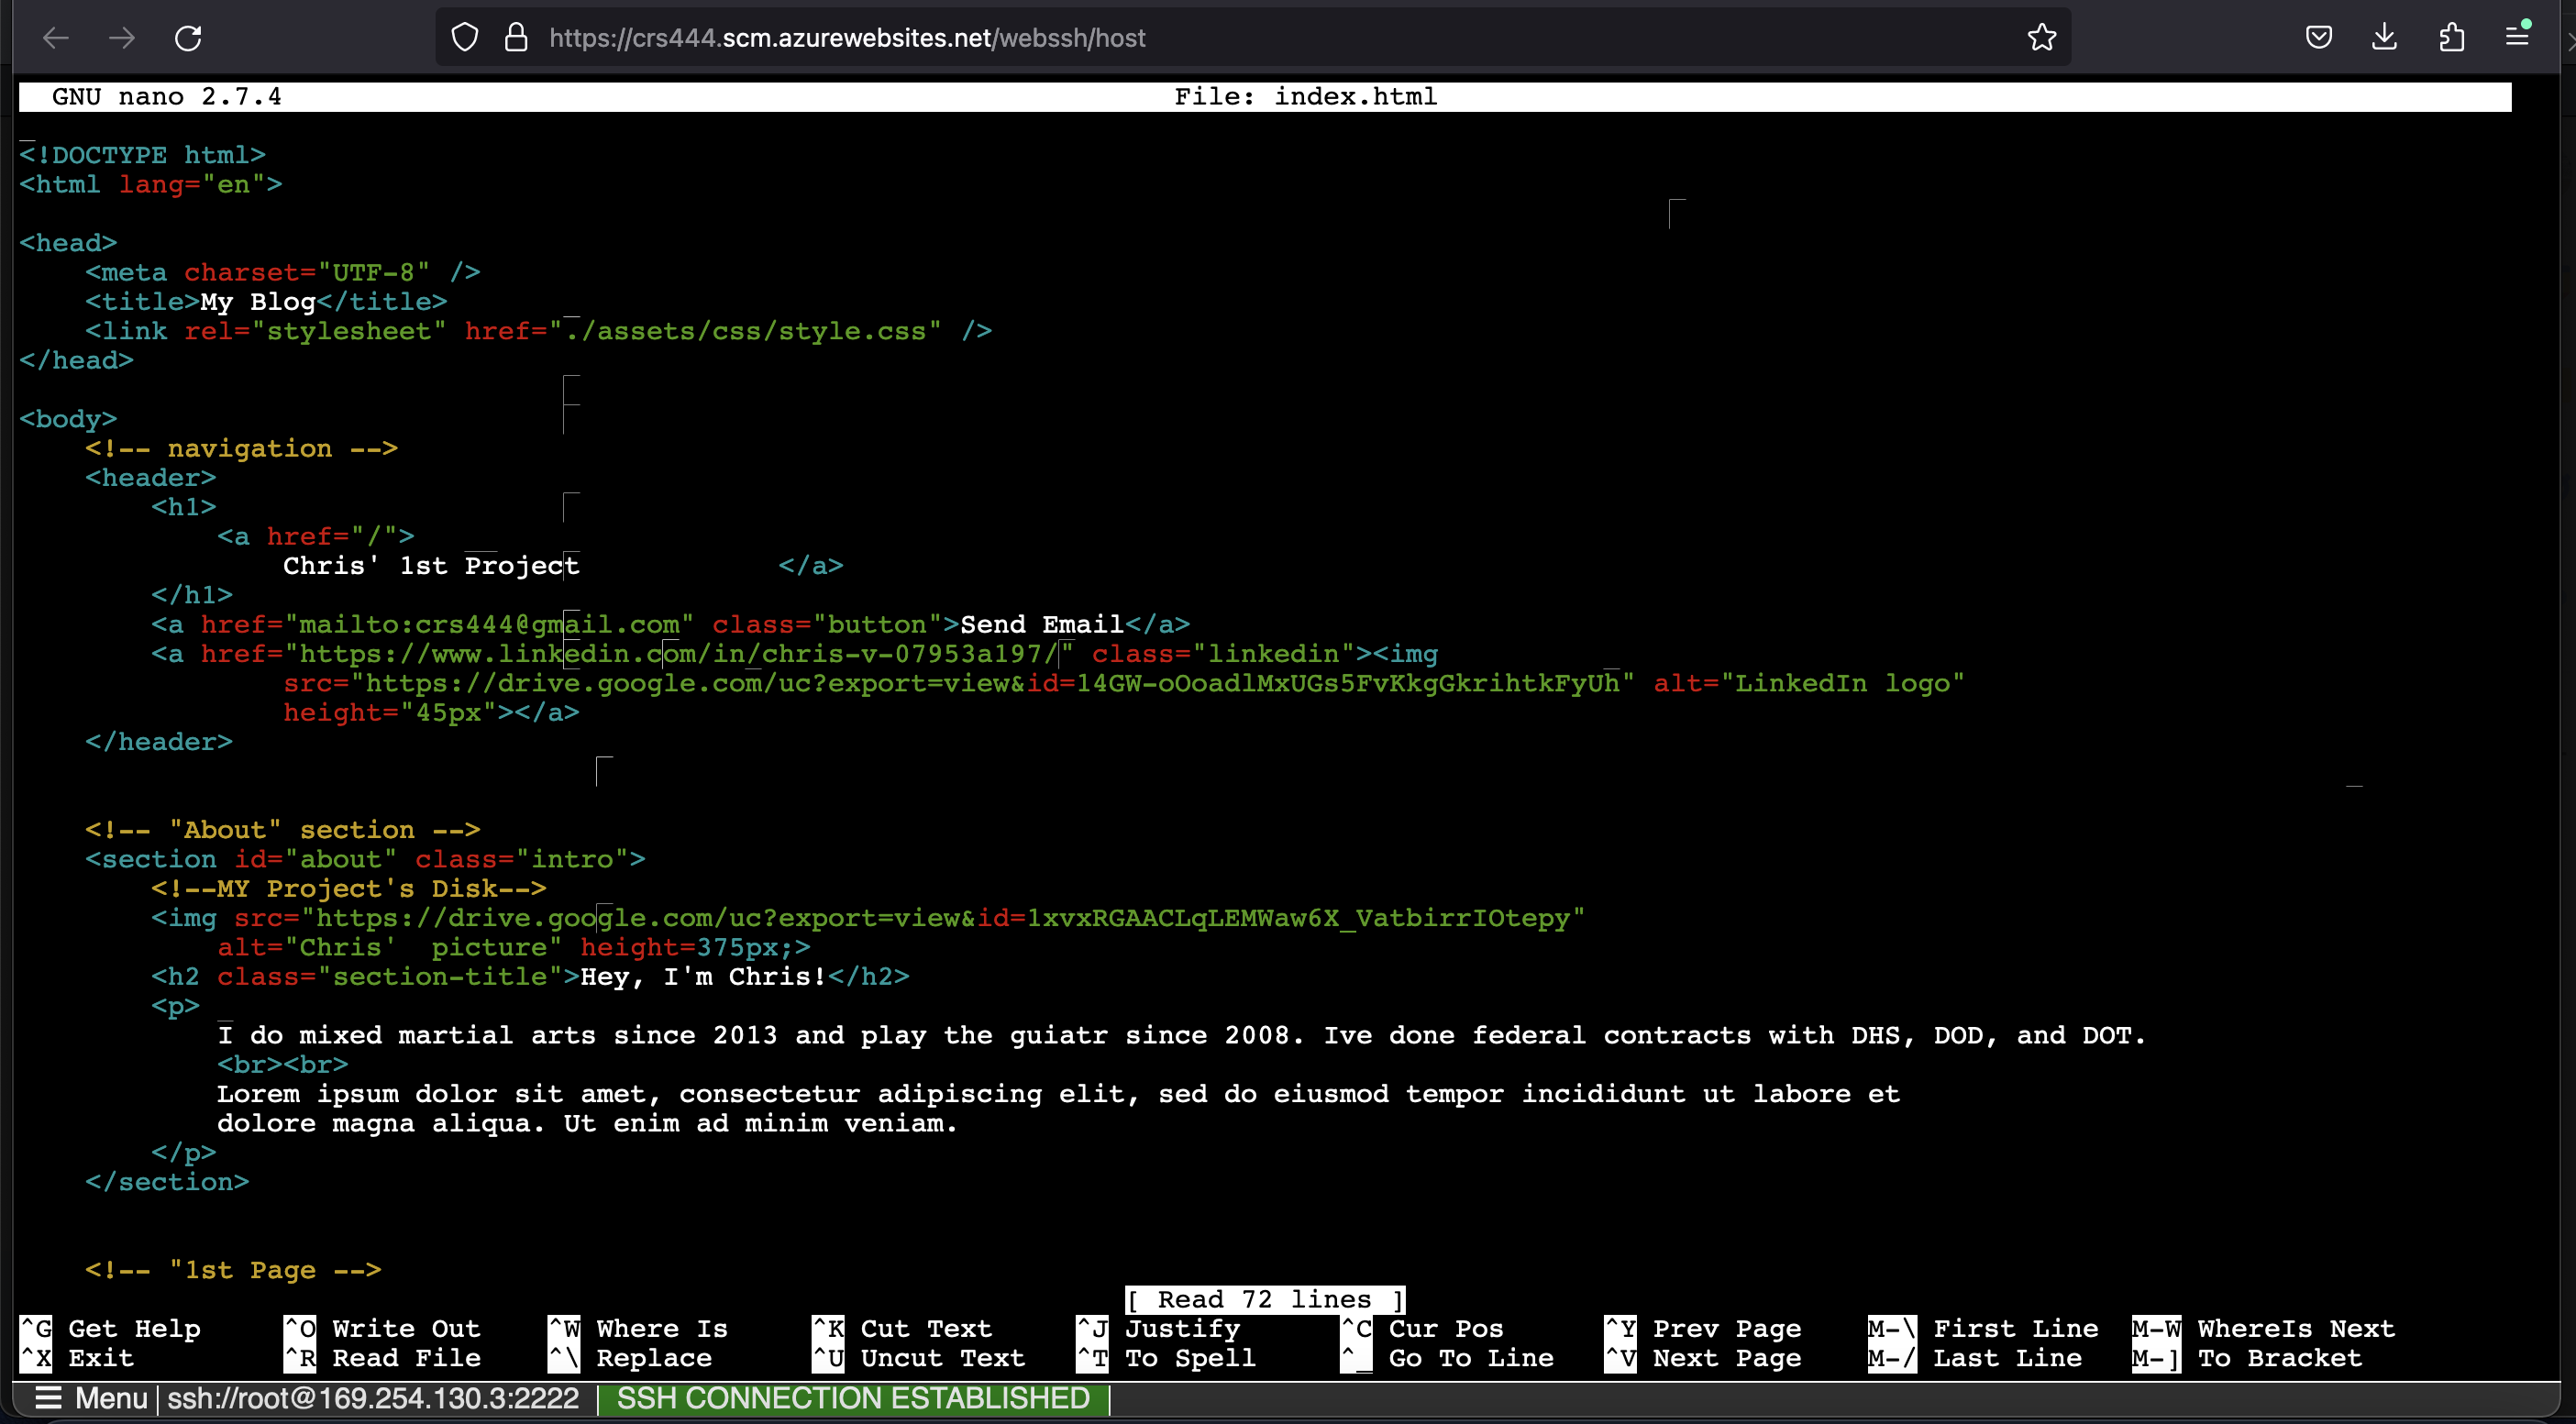 https://crs444.scm.azurewebsites.net/webssh/host
GNU nano 2.7.4 File: index.html
<!DOCTYPE html>
<html lang="en">
<head>
<meta charset="UTF-8" />
<title>My Blog</title>
<link rel="stylesheet" href="./assets/css/style.css" />
</head>
<body>
<!-- navigation -->
<header>
<h1>
<a href="/">
Chris' 1st Project </a>
</h1>
<a href="mailto:crs444@gmail.com" class="button">Send Email</a>
<a href="https://www.linkedin.com/in/chris-v-07953a197/" class="linkedin"><img
src="https://drive.google.com/uc?export=view&id=14GW-oOoadlMxUGs5FvKkgGkrihtkFyUh" alt="LinkedIn logo"
height="45px"></a>
</header>
<!-- "About" section -->
<section id="about" class="intro">
<!--MY Project's Disk-->
<img src="https://drive.google.com/uc?export=view&id=1xvxRGAACLqLEMWaw6X_VatbirrIOtepy"
alt="Chris'  picture" height=375px;>
<h2 class="section-title">Hey, I'm Chris!</h2>
<p>
I do mixed martial arts since 2013 and play the guiatr since 2008. Ive done federal contracts with DHS, DOD, and DOT.
<br><br>
Lorem ipsum dolor sit amet, consectetur adipiscing elit, sed do eiusmod tempor incididunt ut labore et
dolore magna aliqua. Ut enim ad minim veniam.
</p>
</section>
<!-- "1st Page -->
[ Read 72 lines ]
^G Get Help ^O Write Out ^W Where Is ^K Cut Text ^J Justify ^C Cur Pos ^Y Prev Page M-\ First Line M-W WhereIs Next
^X Exit ^R Read File ^\ Replace ^U Uncut Text ^T To Spell ^_ Go To Line ^V Next Page M-/ Last Line M-] To Bracket
Menu ssh://root@169.254.130.3:2222 SSH CONNECTION ESTABLISHED